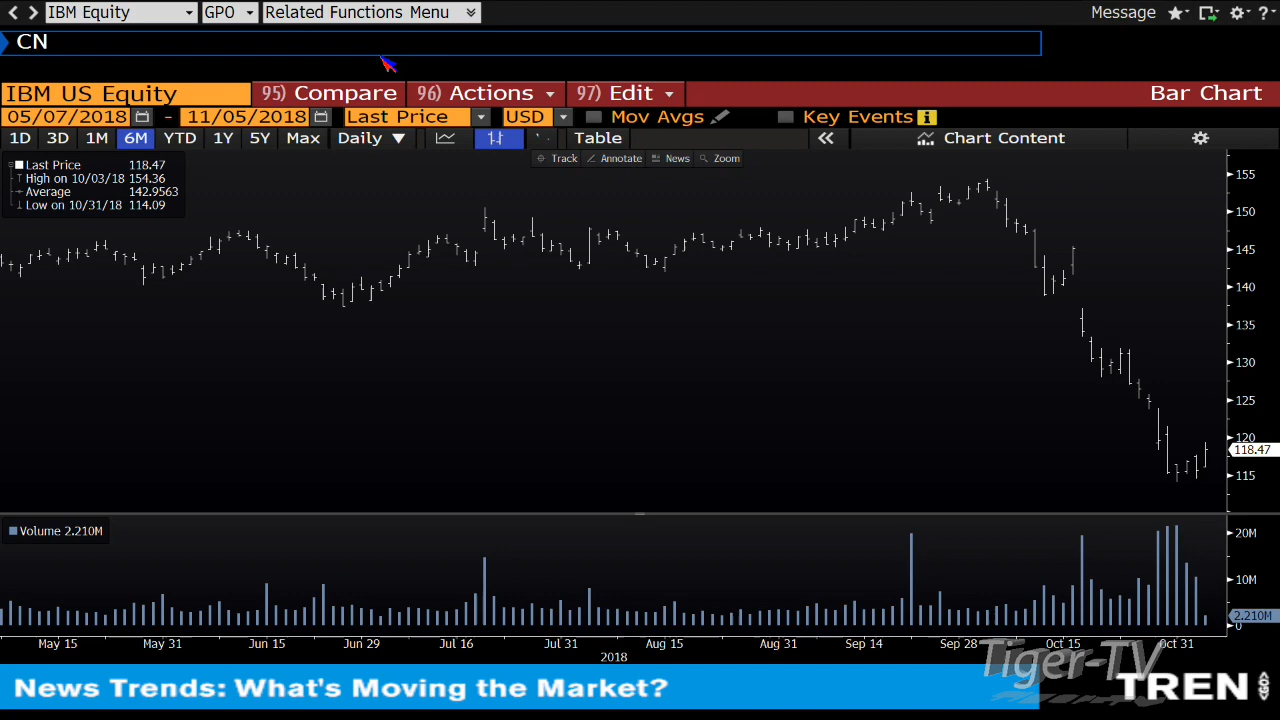 IBM Equity GPO Related Functions Menu Message ?
CN
IBM US Equity 95) Compare 96) Actions 97) Edit Bar Chart
05/07/2018 - 11/05/2018 Last Price USD Mov Avgs Key Events
1D 3D 1M 6M YTD 1Y 5Y Max Daily Table Chart Content
Track Annotate News Zoom
Last Price 118.47
High on 10/03/18 154.36
Average 142.9563
Low on 10/31/18 114.09
155
150
145
140
135
130
125
120
118.47
115
Volume 2.210M
20M
10M
2.210M
0
May 15 May 31 Jun 15 Jun 29 Jul 16 Jul 31 Aug 15 Aug 31 Sep 14 Sep 28 Oct 15 Oct 31
2018
Tiger-TV
News Trends: What's Moving the Market? TREN GO